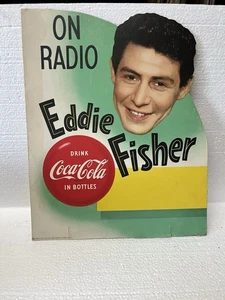 ON
RADIO
Eddie
Fisher
DRINK
Coca-Cola
IN BOTTLES